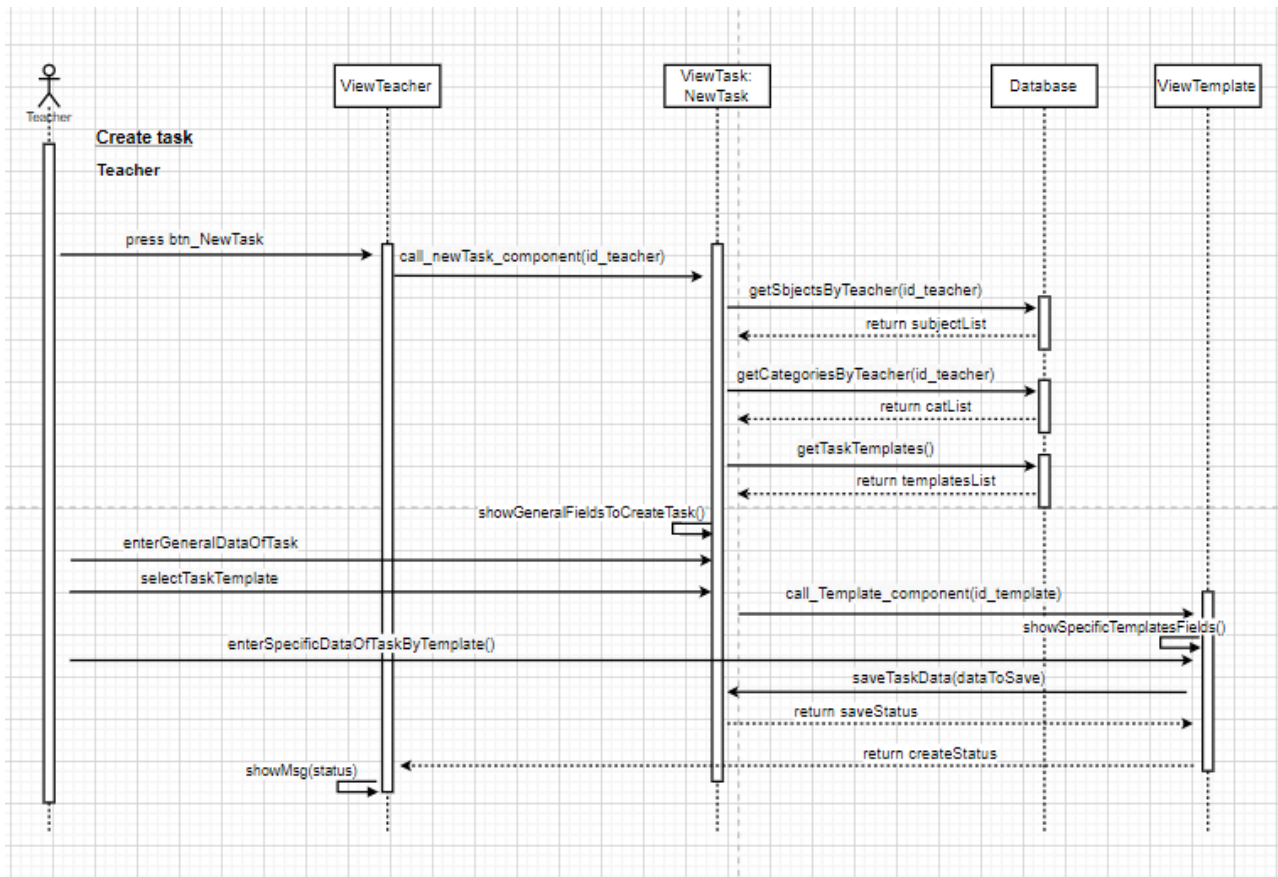 ViewTeacher
ViewTask:
NewTask
Database
ViewTemplate
Teacher
Create task
Teacher
press btn_NewTask
call_newTask_component(id_teacher)
getSbjectsByTeacher(id_teacher)
return subjectList
getCategoriesByTeacher(id_teacher)
return catList
getTaskTemplates()
return templatesList
showGeneralFieldsToCreateTask()
enterGeneralDataOfTask
selectTaskTemplate
call_Template_component(id_template)
showSpecificTemplatesFields()
enterSpecificDataOfTaskByTemplate()
saveTaskData(dataToSave)
return saveStatus
return createStatus
showMsg(status)